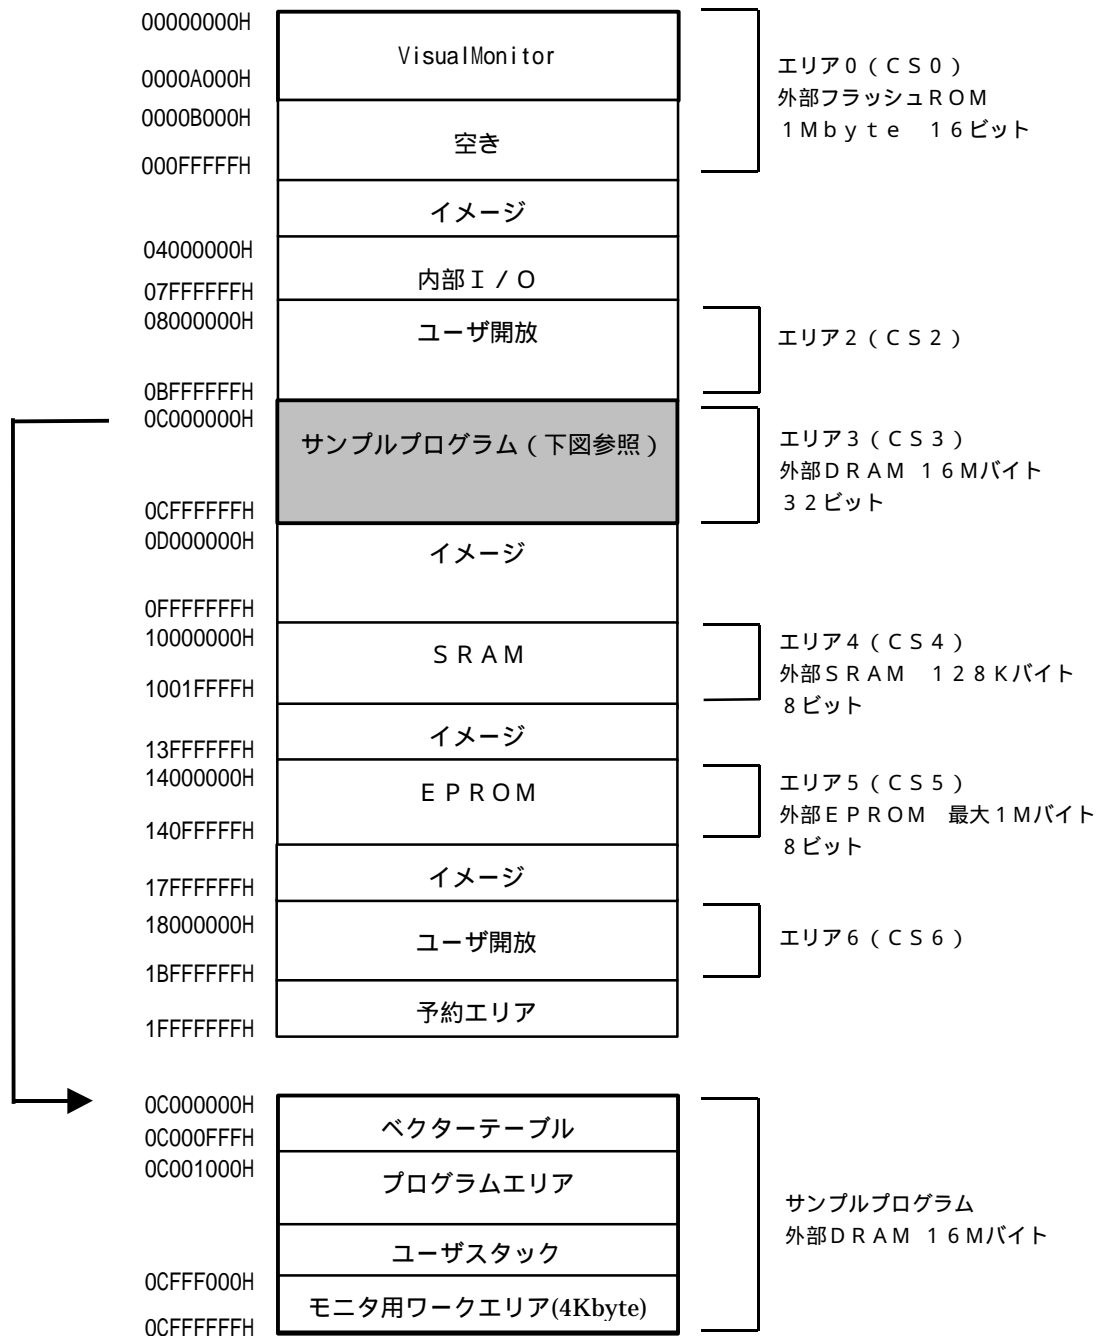 00000000H
VisualMonitor
0000A000H
エリア０（ＣＳ０）
外部フラッシュＲＯＭ
１Ｍｂｙｔｅ　１６ビット
0000B000H
空き
000FFFFFH
イメージ
04000000H
内部Ｉ／Ｏ
07FFFFFFH
08000000H
ユーザ開放
エリア２（ＣＳ２）
0BFFFFFFH
0C000000H
サンプルプログラム（下図参照）
エリア３（ＣＳ３）
外部ＤＲＡＭ １６Ｍバイト
３２ビット
0CFFFFFFH
0D000000H
イメージ
0FFFFFFFH
10000000H
ＳＲＡＭ
エリア４（ＣＳ４）
外部ＳＲＡＭ　１２８Ｋバイト
８ビット
1001FFFFH
イメージ
13FFFFFFH
14000000H
ＥＰＲＯＭ
エリア５（ＣＳ５）
外部ＥＰＲＯＭ　最大１Ｍバイト
８ビット
140FFFFFH
イメージ
17FFFFFFH
18000000H
ユーザ開放
エリア６（ＣＳ６）
1BFFFFFFH
予約エリア
1FFFFFFFH
0C000000H
ベクターテーブル
0C000FFFH
0C001000H
プログラムエリア
サンプルプログラム
外部ＤＲＡＭ １６Ｍバイト
ユーザスタック
0CFFF000H
モニタ用ワークエリア(4Kbyte)
0CFFFFFFH